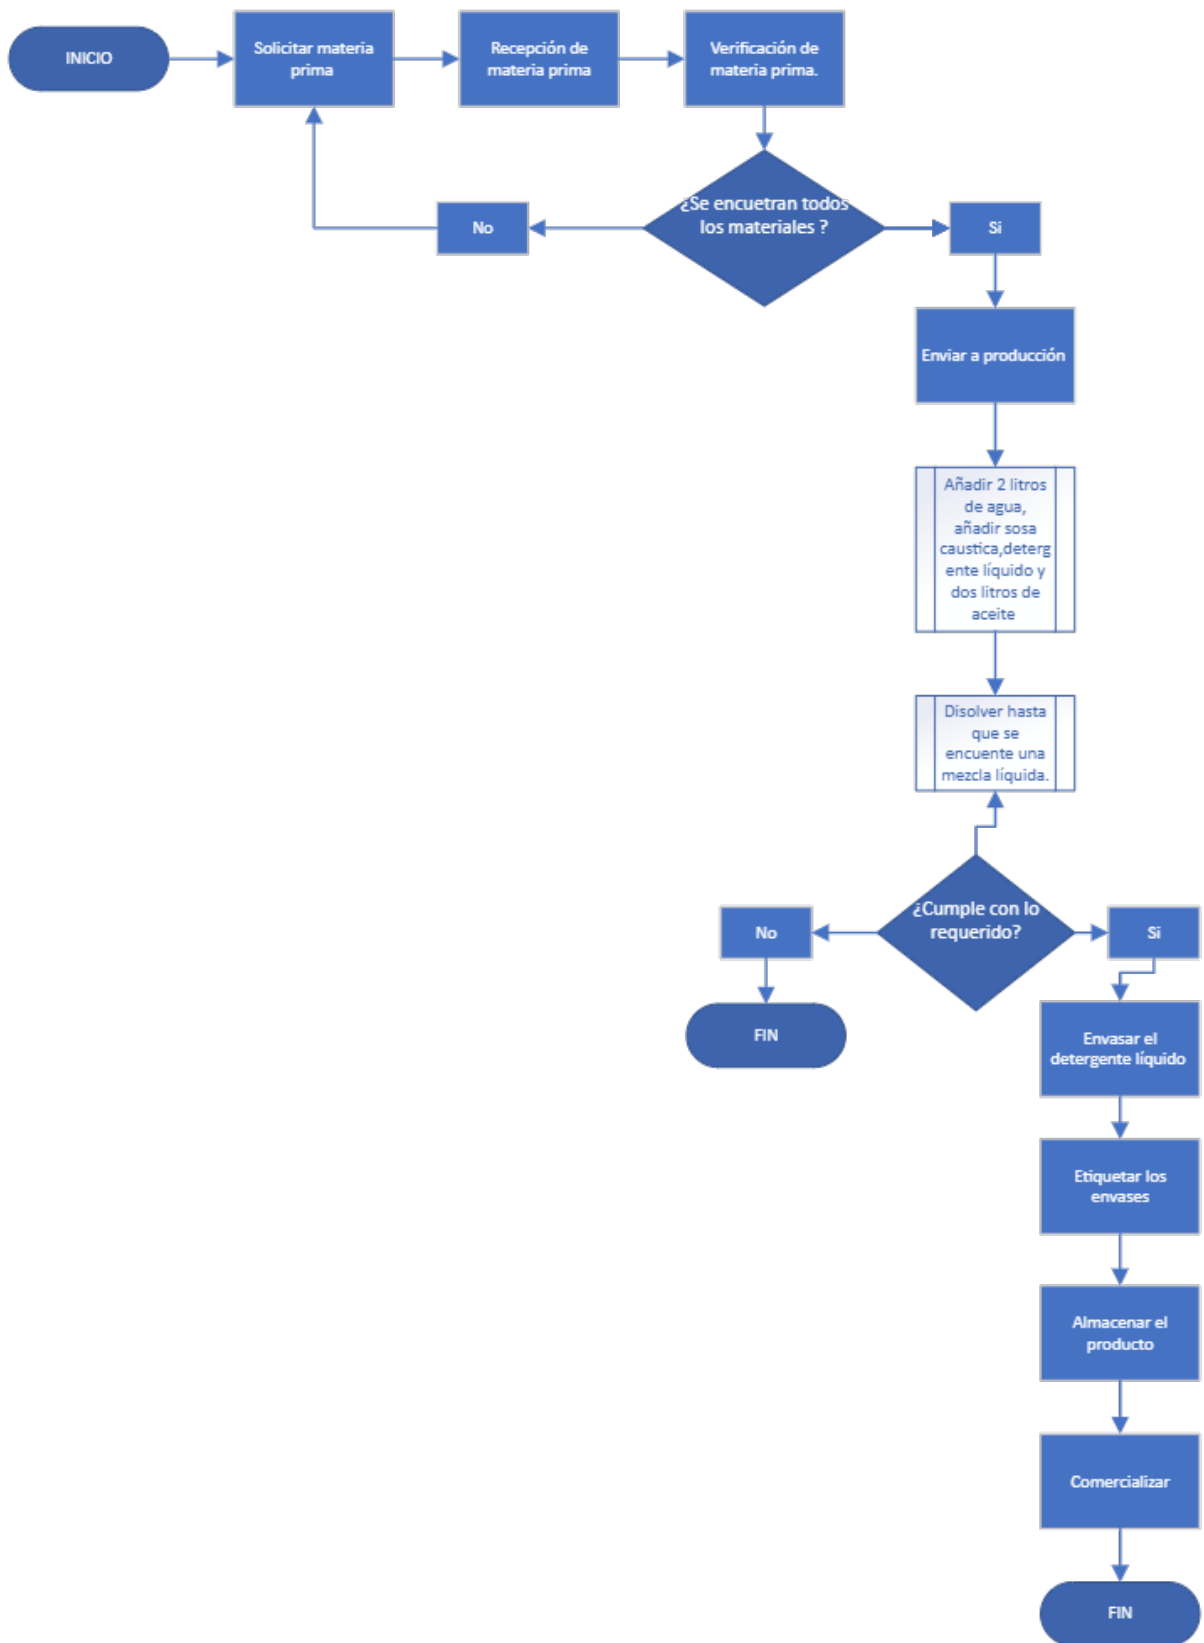 INICIO
Solicitar materia
prima
Recepción de
materia prima
Verificación de
materia prima.
¿Se encuetran todos
los materiales ?
No
Si
Enviar a producción
Añadir 2 litros
de agua,
añadir sosa
caustica,deterg
ente líquido y
dos litros de
aceite
Disolver hasta
que se
encuente una
mezcla líquida.
¿Cumple con lo
requerido?
No
Si
FIN
Envasar el
detergente líquido
Etiquetar los
envases
Almacenar el
producto
Comercializar
FIN